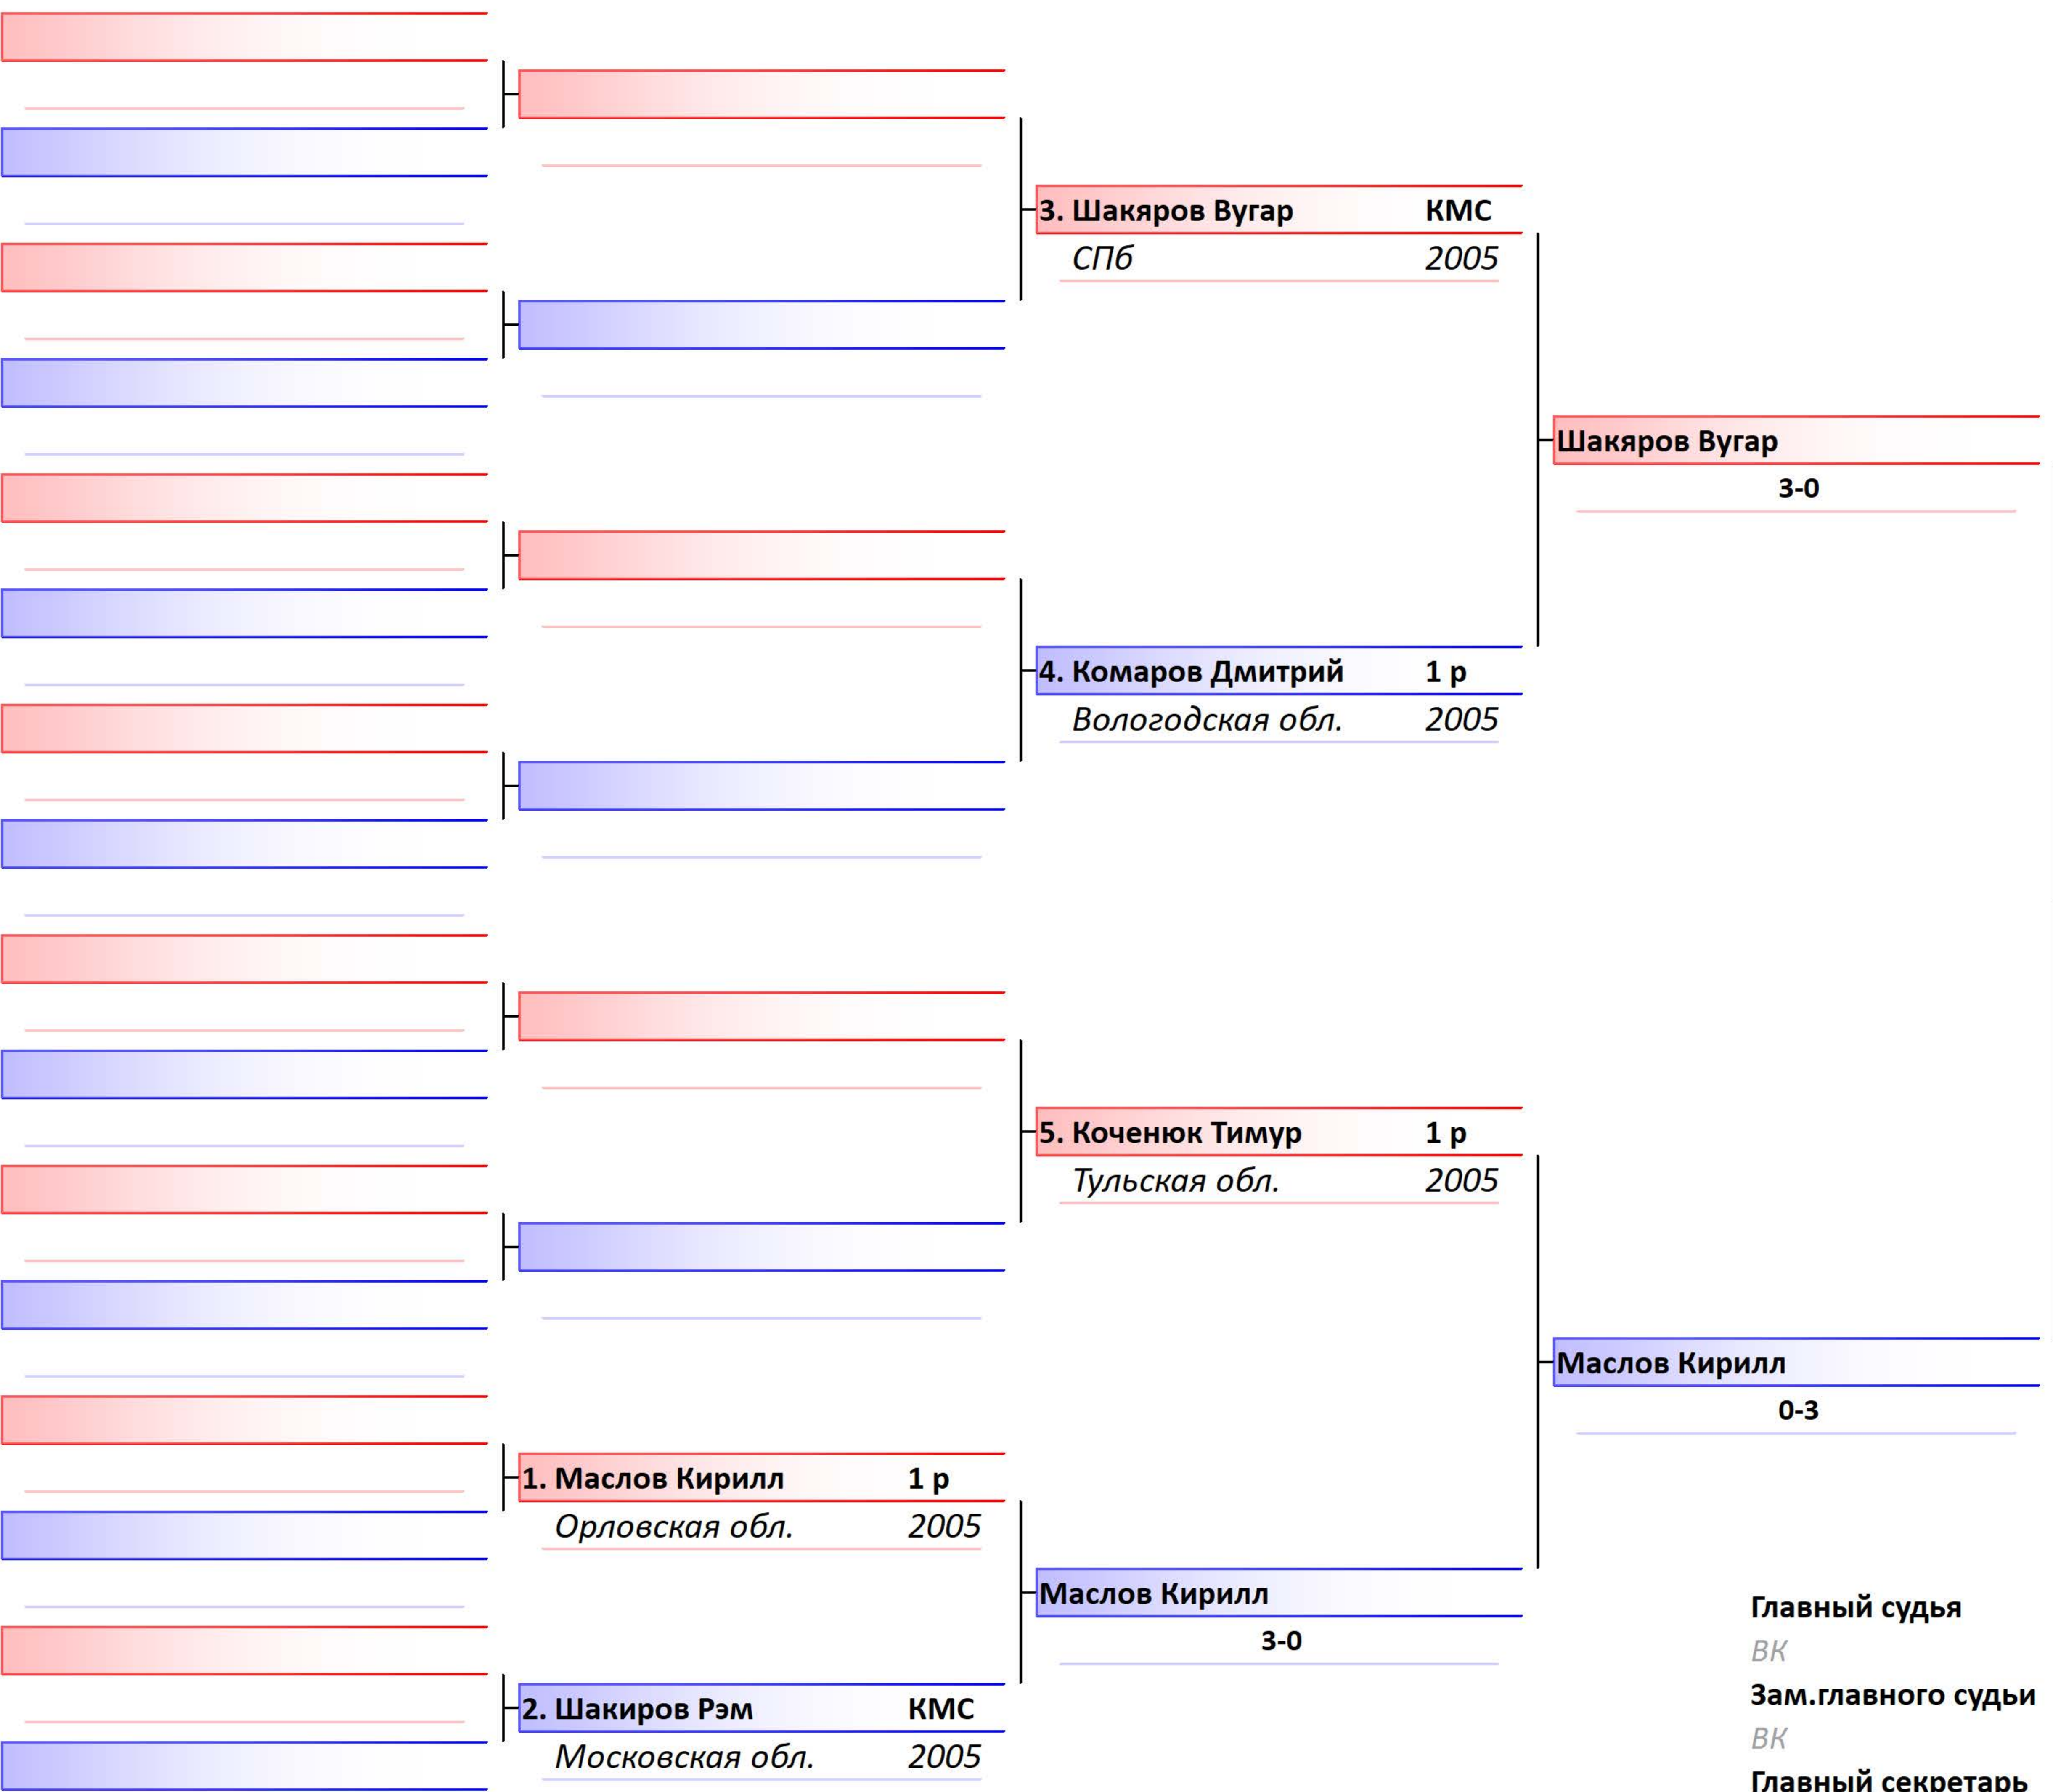 3. Шакяров Вугар КМС
СПб 2005
Шакяров Вугар
3-0
4. Комаров Дмитрий 1 р
Вологодская обл. 2005
5. Коченюк Тимур 1 р
Тульская обл. 2005
Маслов Кирилл
0-3
1. Маслов Кирилл 1 р
Орловская обл. 2005
Маслов Кирилл
3-0
2. Шакиров Рэм КМС
Московская обл. 2005
Главный судья
ВК
Зам.главного судьи
ВК
Главный секретарь